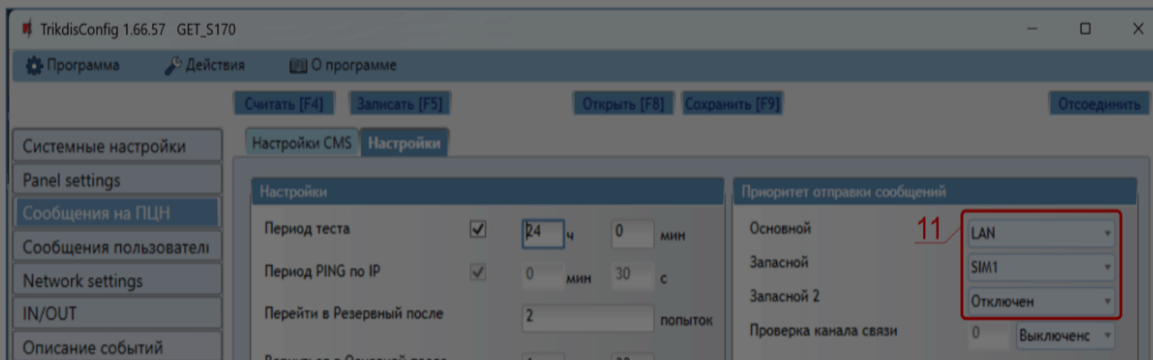 TrikdisConfig 1.66.57 GET_S170
Программа Действия О программе
Считать [F4] Записать [F5] Открыть [F8] Сохранить [F9] Отсоединить
Системные настройки
Panel settings
Сообщения на ПЦН
Сообщения пользовател
Network settings
IN/OUT
Описание событий
Настройки CMS Настройки
Настройки
Период теста 24 ч 0 мин
Период PING по IP 0 мин 30 с
Перейти в Резервный после 2 попыток
Приоритет отправки сообщений
11
Основной LAN
Запасной SIM1
Запасной 2 Отключен
Проверка канала связи 0 Выключенс